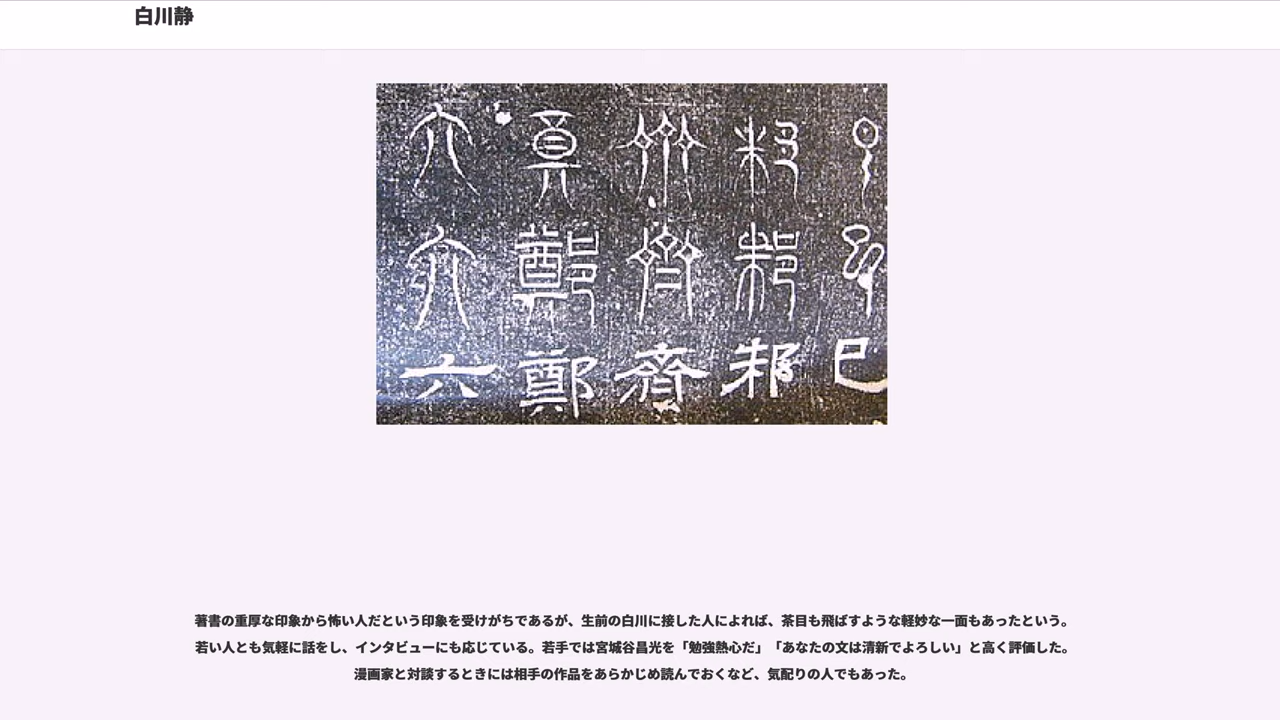 白川静
六 鄭 齊 邾 巳
著書の重厚な印象から怖い人だという印象を受けがちであるが、生前の白川に接した人によれば、茶目も飛ばすような軽妙な一面もあったという。
若い人とも気軽に話をし、インタビューにも応じている。若手では宮城谷昌光を「勉強熱心だ」「あなたの文は清新でよろしい」と高く評価した。
漫画家と対談するときには相手の作品をあらかじめ読んでおくなど、気配りの人でもあった。